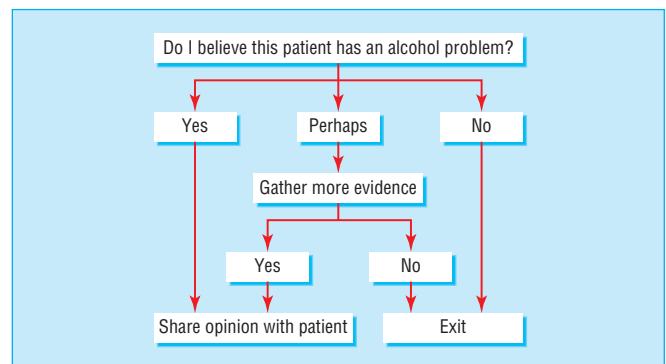 Do I believe this patient has an alcohol problem?
Yes
Perhaps
No
Gather more evidence
Yes
No
Share opinion with patient
Exit